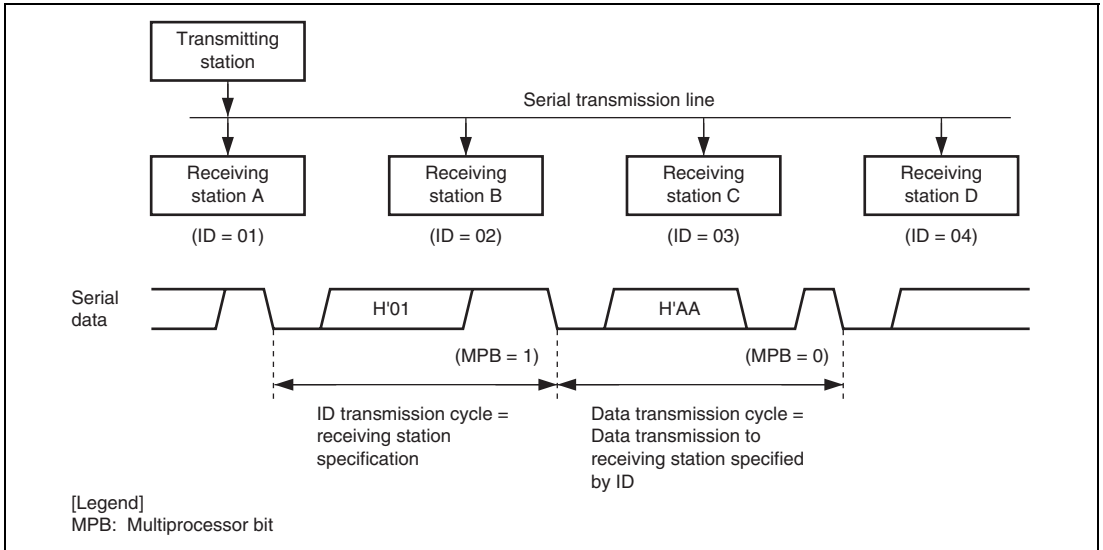 Transmitting
station
Serial transmission line
Receiving
station A
Receiving
station B
Receiving
station C
Receiving
station D
(ID = 01)
(ID = 02)
(ID = 03)
(ID = 04)
Serial
data
H'01
H'AA
(MPB = 1)
(MPB = 0)
ID transmission cycle =
receiving station
specification
Data transmission cycle =
Data transmission to
receiving station specified
by ID
[Legend]
MPB: Multiprocessor bit